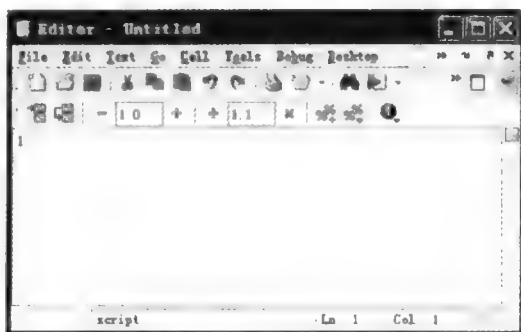 Editor - Untitled
File Edit Text Go Cell Tools Debug Desktop »
»
- 1.0 + ÷ 1.1 ×
1
script Ln 1 Col 1